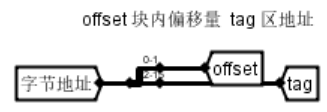 offset 块内偏移量 tag 区地址
0-1
offset
字节地址
2-15
tag